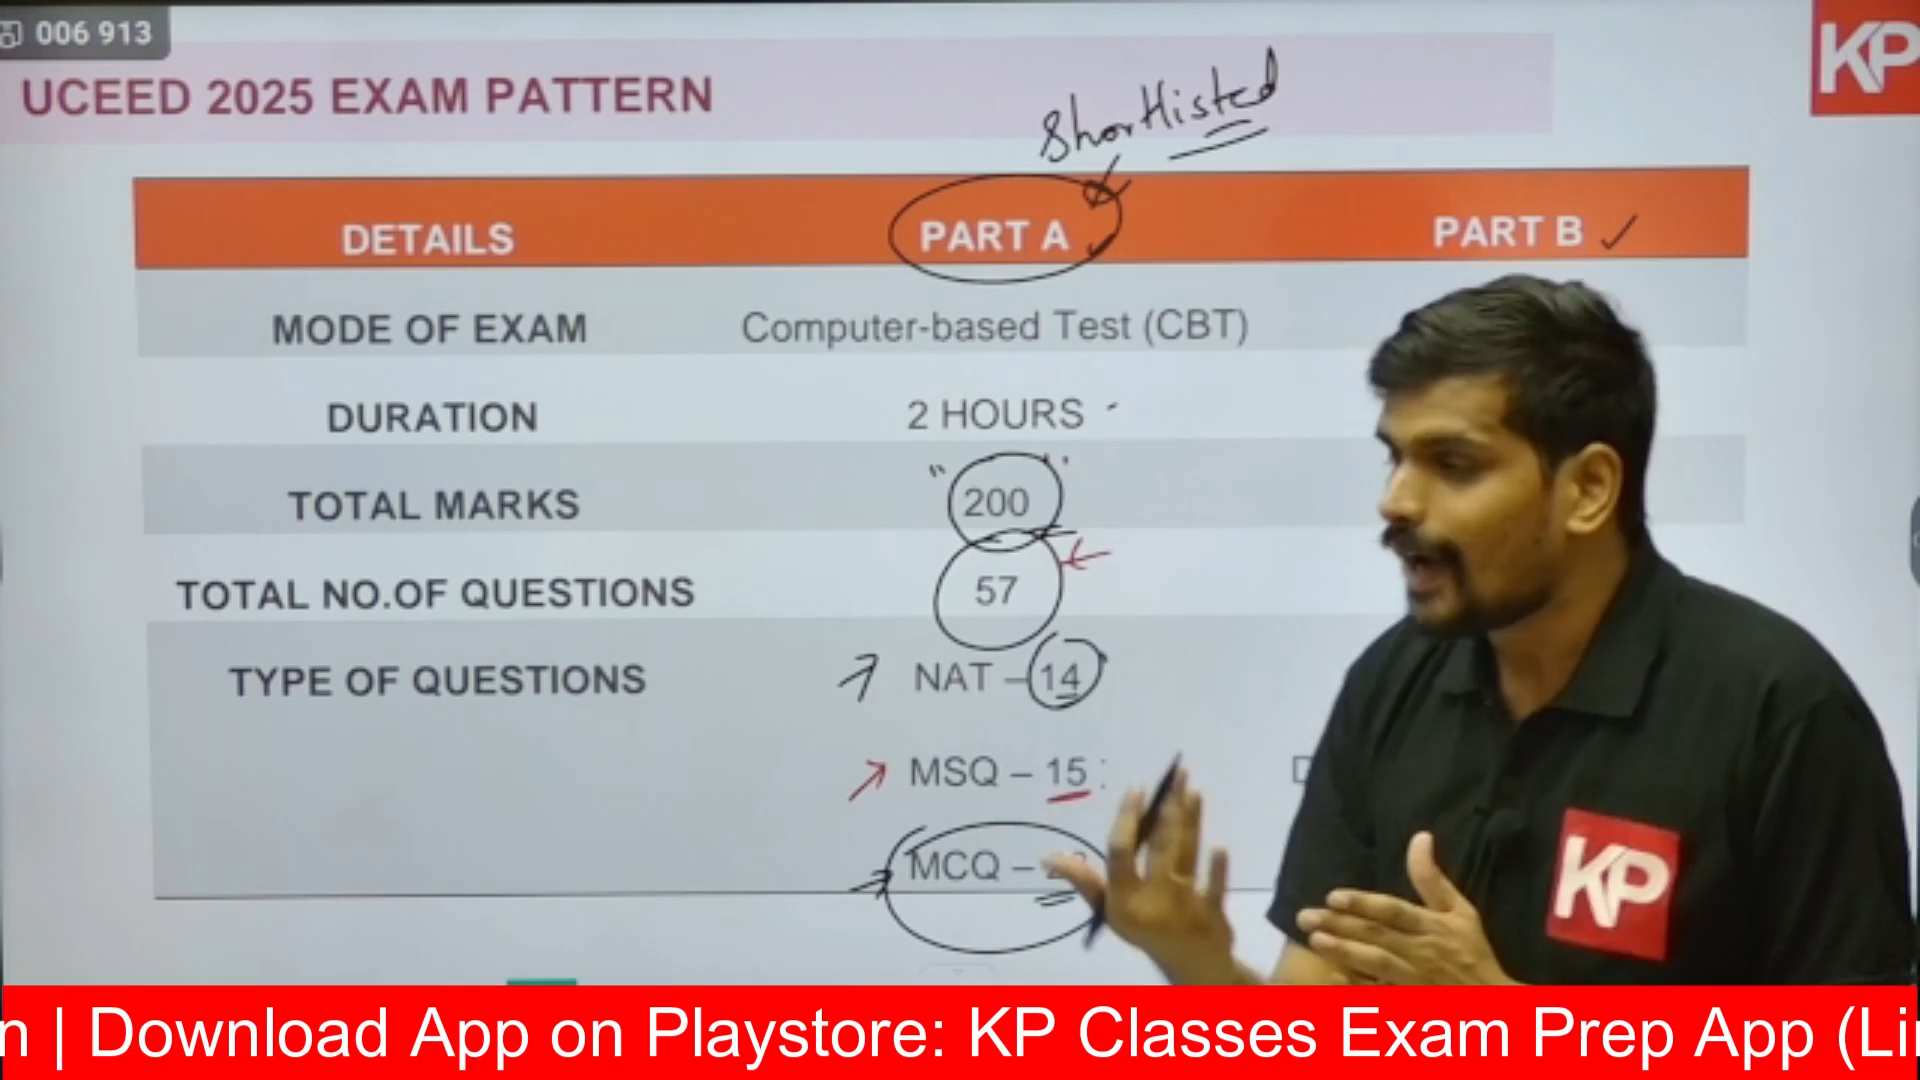 006 913
KP
UCEED 2025 EXAM PATTERN
Shortlisted
DETAILS PART A PART B
MODE OF EXAM Computer-based Test (CBT)
DURATION 2 HOURS
TOTAL MARKS 200
TOTAL NO.OF QUESTIONS 57
TYPE OF QUESTIONS NAT – 14
MSQ – 15
MCQ –
KP
| Download App on Playstore: KP Classes Exam Prep App